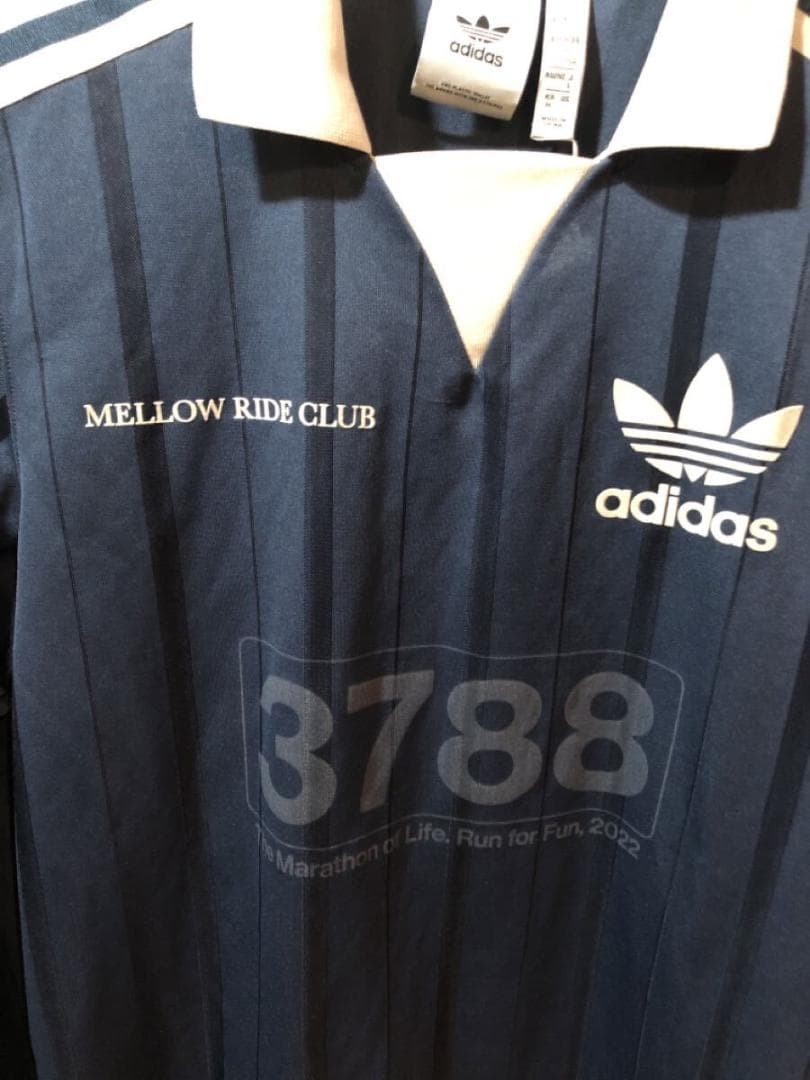 adidas
MELLOW RIDE CLUB
adidas
3788
The Marathon of Life. Run for Fun, 2022